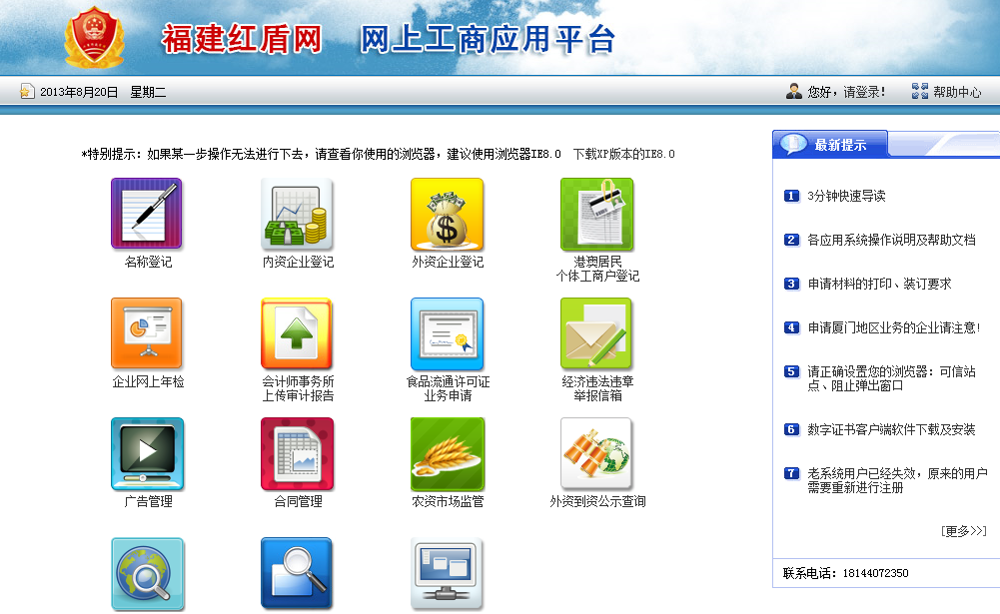 福建红盾网 网上工商应用平台
2013年8月20日 星期二
您好，请登录！ 帮助中心
*特别提示：如果某一步操作无法进行下去，请查看你使用的浏览器，建议使用浏览器IE8.0 下载XP版本的IE8.0
名称登记
内资企业登记
外资企业登记
港澳居民
个体工商户登记
企业网上年检
会计师事务所
上传审计报告
食品流通许可证
业务申请
经济违法违章
举报信箱
广告管理
合同管理
农资市场监管
外资到资公示查询
最新提示
1 3分钟快速导读
2 各应用系统操作说明及帮助文档
3 申请材料的打印、装订要求
4 申请厦门地区业务的企业请注意!
5 请正确设置您的浏览器：可信站
点、阻止弹出窗口
6 数字证书客户端软件下载及安装
7 老系统用户已经失效，原来的用户
需要重新进行注册
[更多>>]
联系电话：18144072350